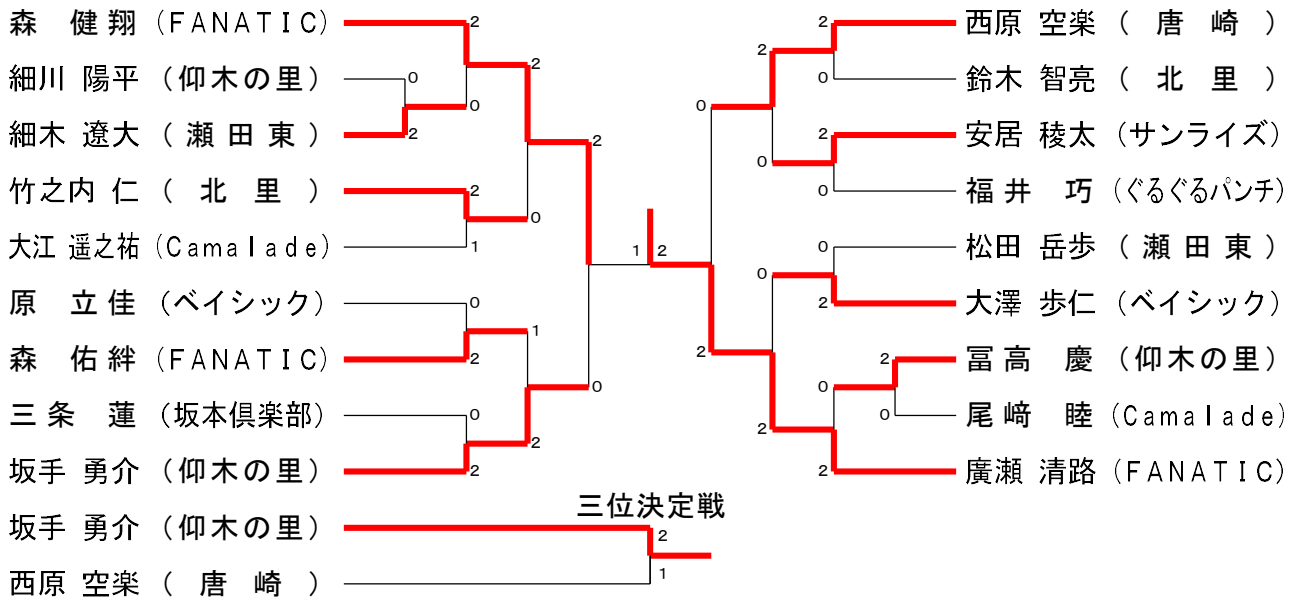 森 健 翔 (FANATIC)
細川 陽平 (仰木の里)
細木 遼大 ( 瀬 田 東 )
竹之内 仁 ( 北 里 )
大江 遥之祐 (Camalade)
原 立 佳 (ベイシック)
森 佑 絆 (FANATIC)
三 条 蓮 (坂本倶楽部)
坂手 勇介 (仰木の里)
2
0
2
0
2
2
1
0
2
0
2
2
0
1
2
2
0
1 2
西原 空楽 ( 唐 崎 )
鈴木 智亮 ( 北 里 )
安居 稜太 (サンライズ)
福 井 巧 (ぐるぐるパンチ)
松田 岳歩 ( 瀬 田 東 )
大澤 歩仁 (ベイシック)
冨 高 慶 (仰木の里)
尾 﨑 睦 (Camalade)
廣瀬 清路 (FANATIC)
2
0
2
0
0
2
2
0
0
2
2
0
0
2
0
2
三位決定戦
坂手 勇介 (仰木の里)
西原 空楽 ( 唐 崎 )
2
1